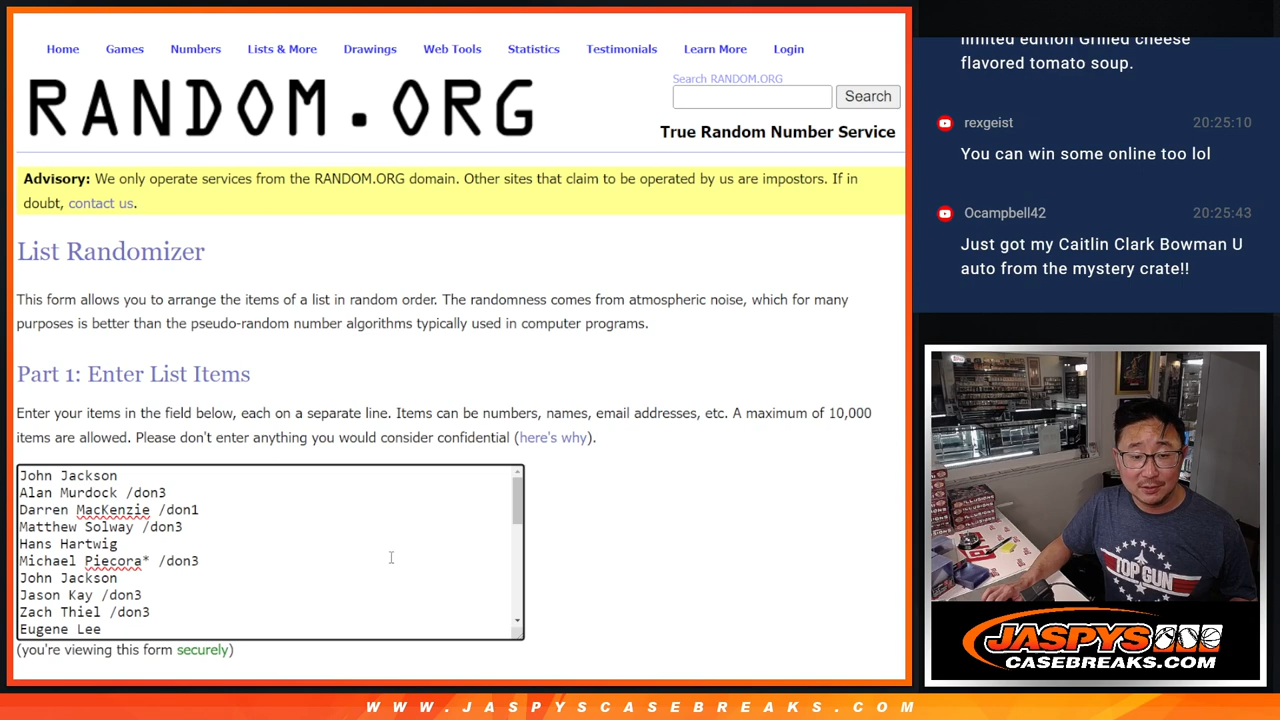 Home Games Numbers Lists & More Drawings Web Tools Statistics Testimonials Learn More Login
RANDOM.ORG
Search RANDOM.ORG
Search
True Random Number Service
Advisory: We only operate services from the RANDOM.ORG domain. Other sites that claim to be operated by us are impostors. If in
doubt, contact us.
List Randomizer
This form allows you to arrange the items of a list in random order. The randomness comes from atmospheric noise, which for many
purposes is better than the pseudo-random number algorithms typically used in computer programs.
Part 1: Enter List Items
Enter your items in the field below, each on a separate line. Items can be numbers, names, email addresses, etc. A maximum of 10,000
items are allowed. Please don't enter anything you would consider confidential (here's why).
John Jackson
Alan Murdock /don3
Darren MacKenzie /don1
Matthew Solway /don3
Hans Hartwig
Michael Piecora* /don3
John Jackson
Jason Kay /don3
Zach Thiel /don3
Eugene Lee
(you're viewing this form securely)
limited edition Grilled cheese
flavored tomato soup.
rexgeist 20:25:10
You can win some online too lol
Ocampbell42 20:25:43
Just got my Caitlin Clark Bowman U
auto from the mystery crate!!
TOP GUN
JASPYS
CASEBREAKS.COM
WWW.JASPYSCASEBREAKS.COM